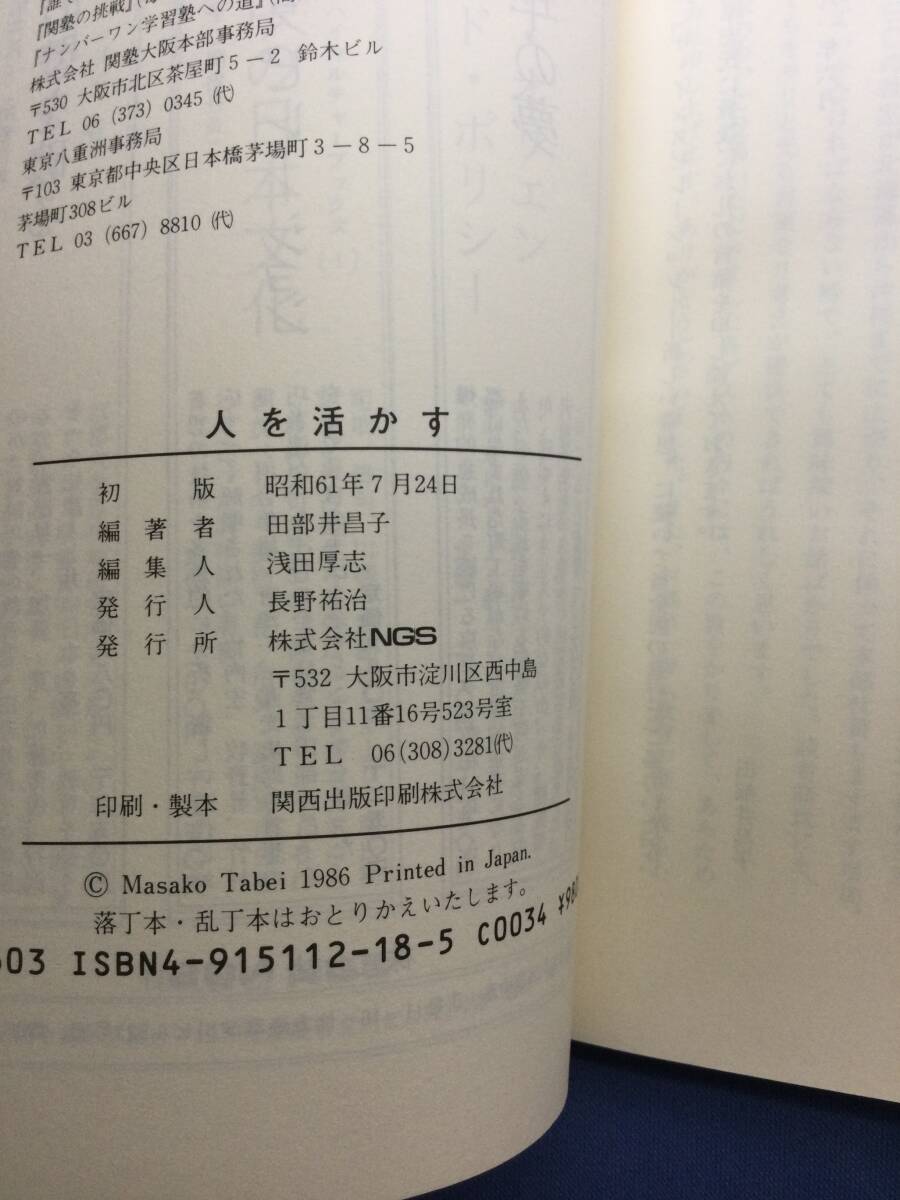 『関塾の挑戦』
『ナンバーワン学習塾への道』
株式会社 関塾大阪本部事務局
〒530 大阪市北区茶屋町5－2 鈴木ビル
TEL 06 (373) 0345 (代)
東京八重洲事務局
〒103 東京都中央区日本橋茅場町3－8－5
茅場町308ビル
TEL 03 (667) 8810 (代)
人を活かす
初版 昭和61年7月24日
編著者 田部井昌子
編集人 浅田厚志
発行人 長野祐治
発行所 株式会社NGS
〒532 大阪市淀川区西中島
1丁目11番16号523号室
TEL 06(308)3281(代)
印刷・製本 関西出版印刷株式会社
© Masako Tabei 1986 Printed in Japan.
落丁本・乱丁本はおとりかえいたします。
603 ISBN4-915112-18-5 C0034 ¥980